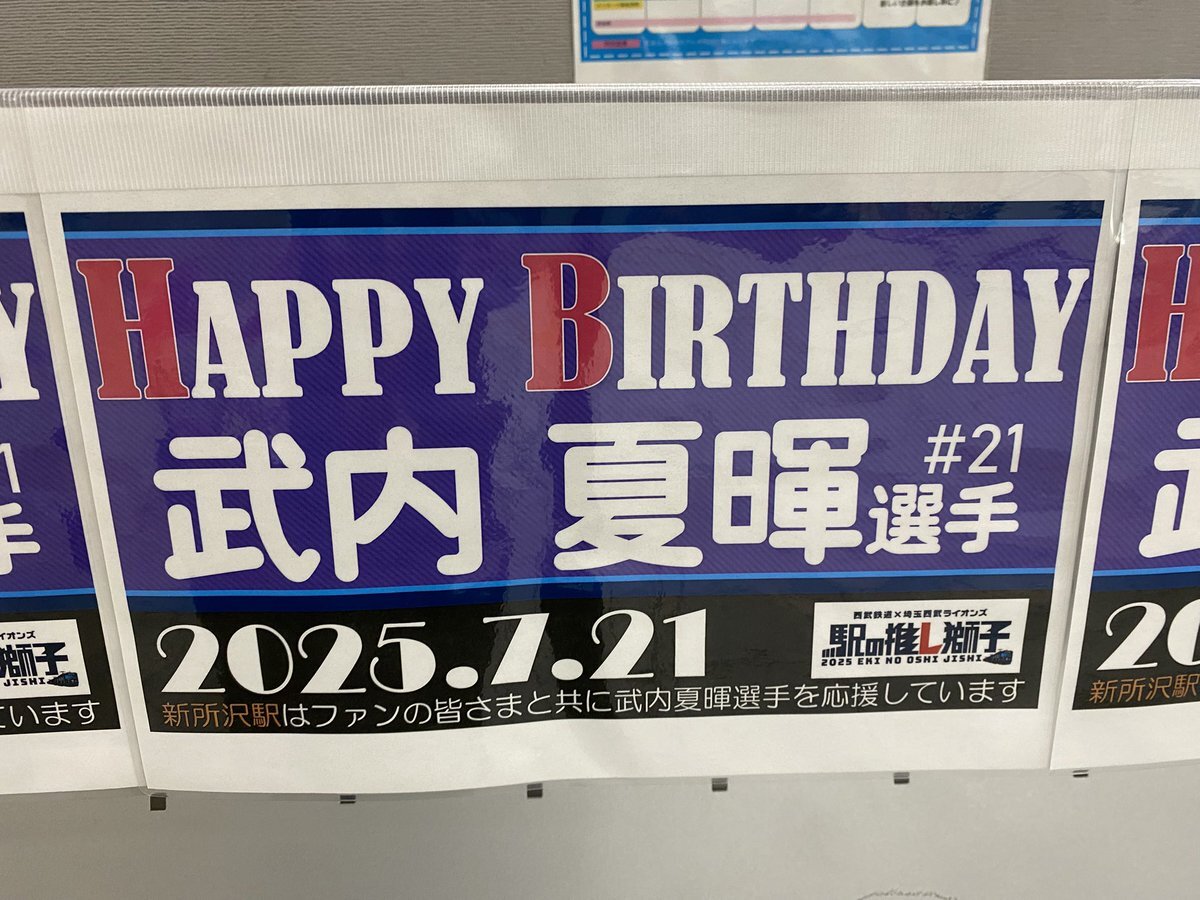 HAPPY BIRTHDAY
武内 夏暉選手 #21
2025.7.21
西武鉄道×埼玉西武ライオンズ
駅の推し獅子
2025 EKI NO OSHI JISHI
新所沢駅はファンの皆さまと共に武内夏暉選手を応援しています